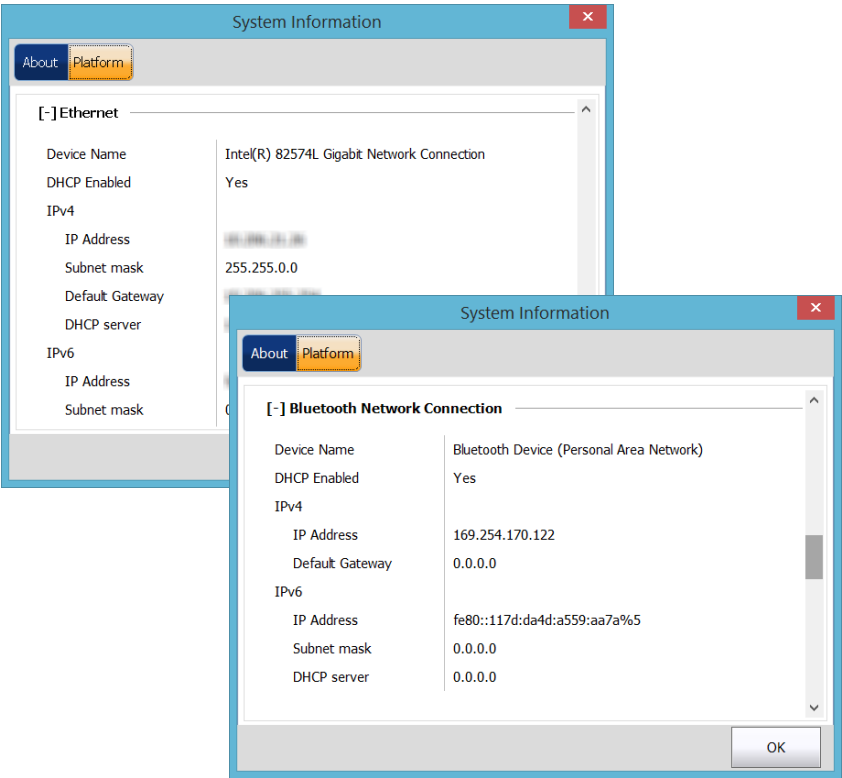 System Information
About Platform
[-] Ethernet
Device Name Intel(R) 82574L Gigabit Network Connection
DHCP Enabled Yes
IPv4
IP Address
Subnet mask 255.255.0.0
Default Gateway
DHCP server
IPv6
IP Address
Subnet mask
System Information
About Platform
[-] Bluetooth Network Connection
Device Name Bluetooth Device (Personal Area Network)
DHCP Enabled Yes
IPv4
IP Address 169.254.170.122
Default Gateway 0.0.0.0
IPv6
IP Address fe80::117d:da4d:a559:aa7a%5
Subnet mask 0.0.0.0
DHCP server 0.0.0.0
OK